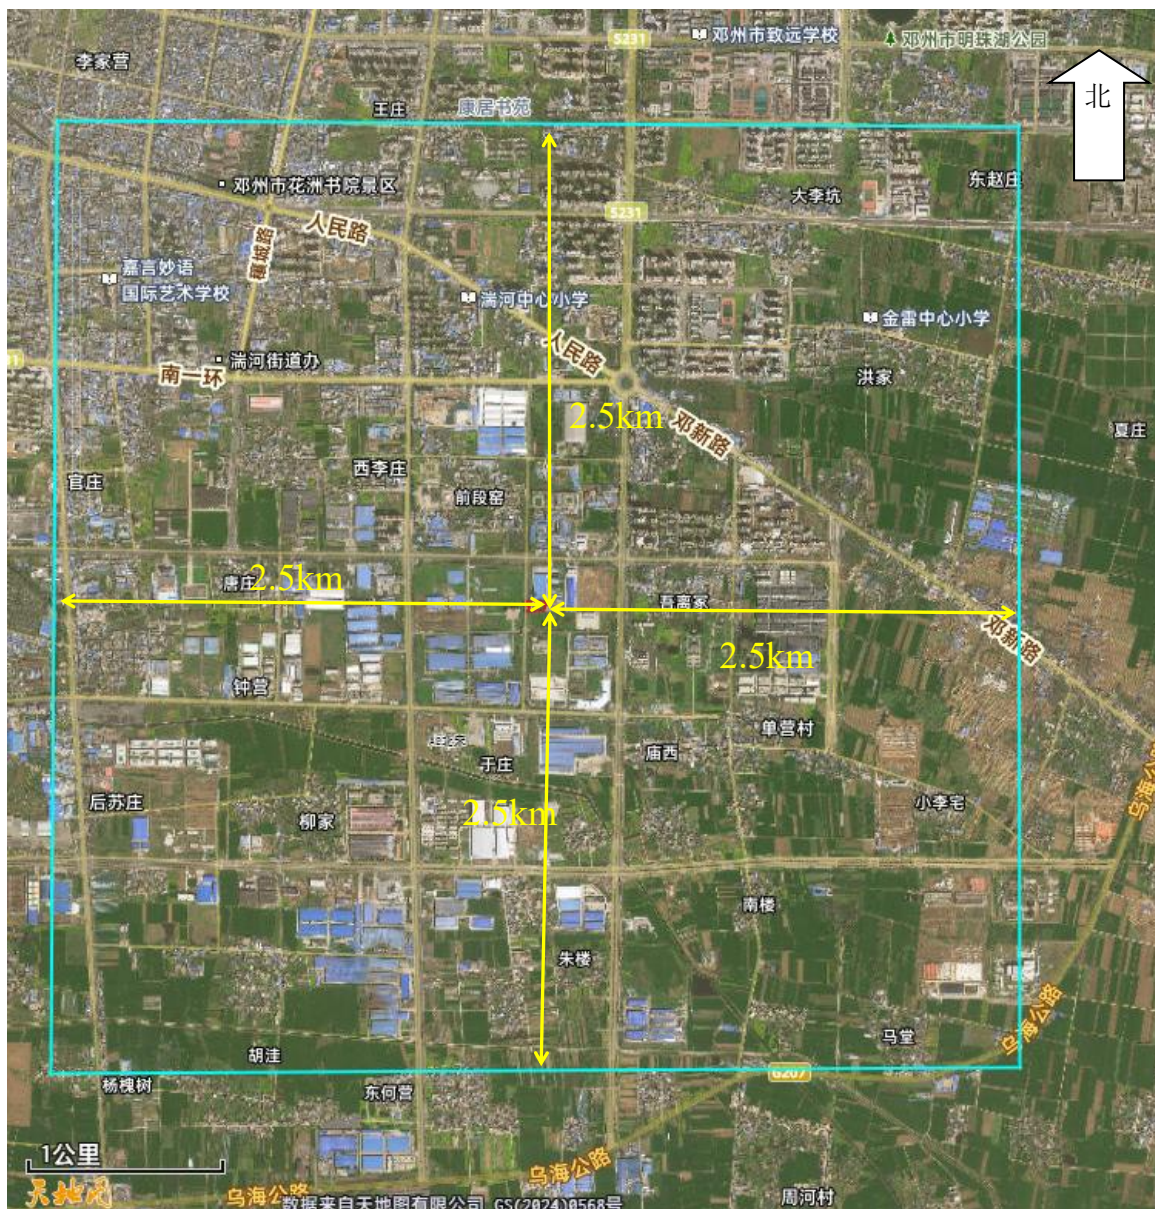 S231
邓州市致远学校
邓州市明珠湖公园
李家营
北
王庄
康居书苑
邓州市花洲书院景区
东赵庄
大李坑
S231
人民路
穰城路
嘉言妙语
国际艺术学校
湍河中心小学
金雷中心小学
人民路
湍河街道办
南一环
洪家
2.5km
邓新路
夏庄
西李庄
官庄
前段窑
唐庄
2.5km
吾离冢
邓新路
2.5km
钟营
单营村
庙西
于庄
乌海公路
后苏庄
2.5km
小李宅
柳家
南楼
朱楼
乌海公路
马堂
胡洼
G207
杨槐树
东何营
1公里
乌海公路
天地图
乌海公路
周河村
数据来自天地图有限公司 GS(2024)0568号